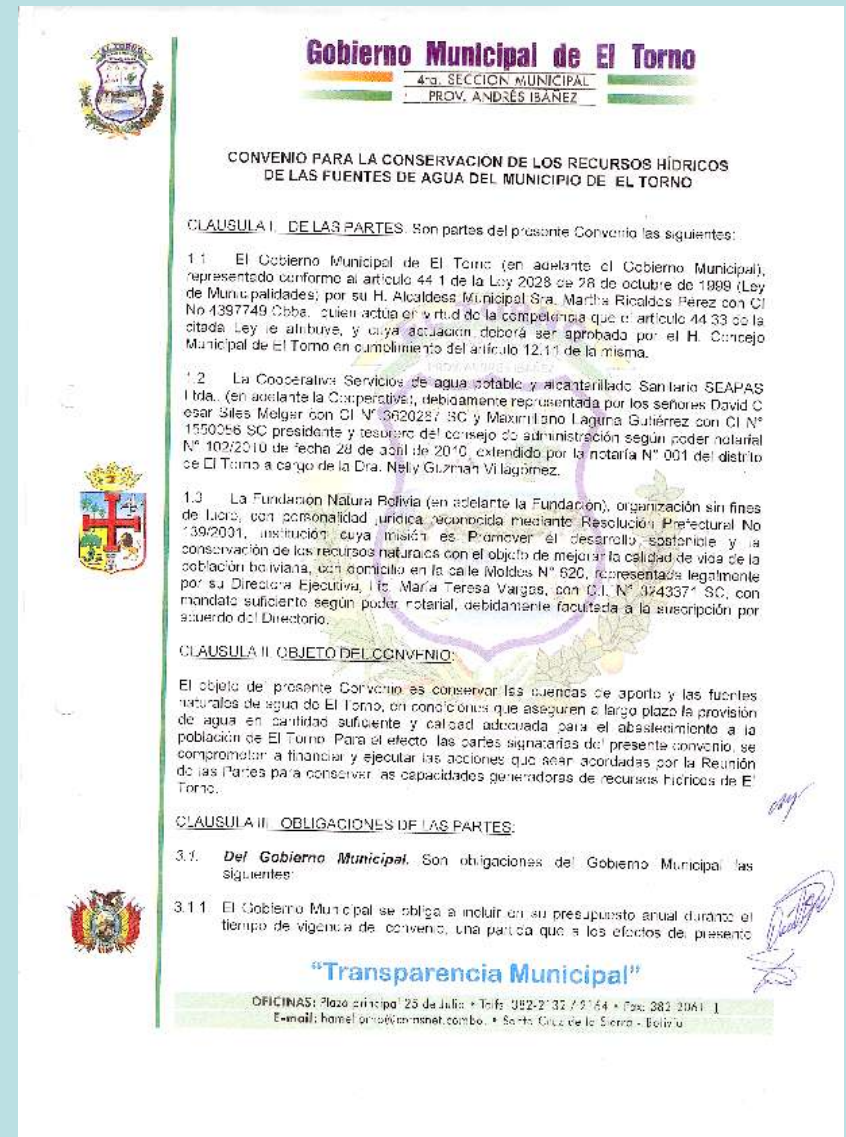 EL TORNO
Gobierno Municipal de El Torno
4ta. SECCION MUNICIPAL
PROV. ANDRÉS IBÁÑEZ
CONVENIO PARA LA CONSERVACIÓN DE LOS RECURSOS HÍDRICOS
DE LAS FUENTES DE AGUA DEL MUNICIPIO DE EL TORNO
CLAUSULA I. DE LAS PARTES. Son partes del presente Convenio las siguientes:
1.1 El Gobierno Municipal de El Torno (en adelante el Gobierno Municipal),
representado conforme al artículo 44.1 de la Ley 2028 de 28 de octubre de 1999 (Ley
de Municipalidades) por su H. Alcaldesa Municipal Sra. Martha Ricaldes Pérez con CI
No 4397749 Cbba. quien actúa en virtud de la competencia que el artículo 44.33 de la
citada Ley le atribuye, y cuya actuación deberá ser aprobada por el H. Concejo
Municipal de El Torno en cumplimiento del artículo 12.11 de la misma.
1.2 La Cooperativa Servicios de agua potable y alcantarillado Sanitario SEAPAS
Ltda., (en adelante la Cooperativa), debidamente representada por los señores David C
esar Siles Melgar con CI N° 3620287 SC y Maximiliano Laguna Gutiérrez con CI N°
1550056 SC presidente y tesorero del consejo de administración según poder notarial
N° 102/2010 de fecha 28 de abril de 2010, extendido por la notaría N° 001 del distrito
de El Torno a cargo de la Dra. Nelly Guzmán Villagómez.
1.3 La Fundación Natura Bolivia (en adelante la Fundación), organización sin fines
de lucro, con personalidad jurídica reconocida mediante Resolución Prefectural No
139/2001, institución cuya misión es Promover el desarrollo sostenible y la
conservación de los recursos naturales con el objeto de mejorar la calidad de vida de la
población boliviana, con domicilio en la calle Moldes N° 620, representada legalmente
por su Directora Ejecutiva, Lic. María Teresa Vargas, con C.I. N° 3243371 SC, con
mandato suficiente según poder notarial, debidamente facultada a la suscripción por
acuerdo del Directorio.
CLAUSULA II. OBJETO DEL CONVENIO:
El objeto del presente Convenio es conservar las cuencas de aporte y las fuentes
naturales de agua de El Torno, en condiciones que aseguren a largo plazo la provisión
de agua en cantidad suficiente y calidad adecuada para el abastecimiento a la
población de El Torno. Para el efecto, las partes signatarias del presente convenio, se
comprometen a financiar y ejecutar las acciones que sean acordadas por la Reunión
de las Partes para conservar las capacidades generadoras de recursos hídricos de El
Torno.
CLAUSULA III. OBLIGACIONES DE LAS PARTES:
3.1. Del Gobierno Municipal. Son obligaciones del Gobierno Municipal las
siguientes:
3.1.1 El Gobierno Municipal se obliga a incluir en su presupuesto anual durante el
tiempo de vigencia del convenio, una partida que a los efectos del presente
"Transparencia Municipal"
OFICINAS: Plaza principal 25 de Julio • Telfs. 382-2132 / 2164 • Fax: 382 2061 1
E-mail: • Santa Cruz de la Sierra - Bolivia